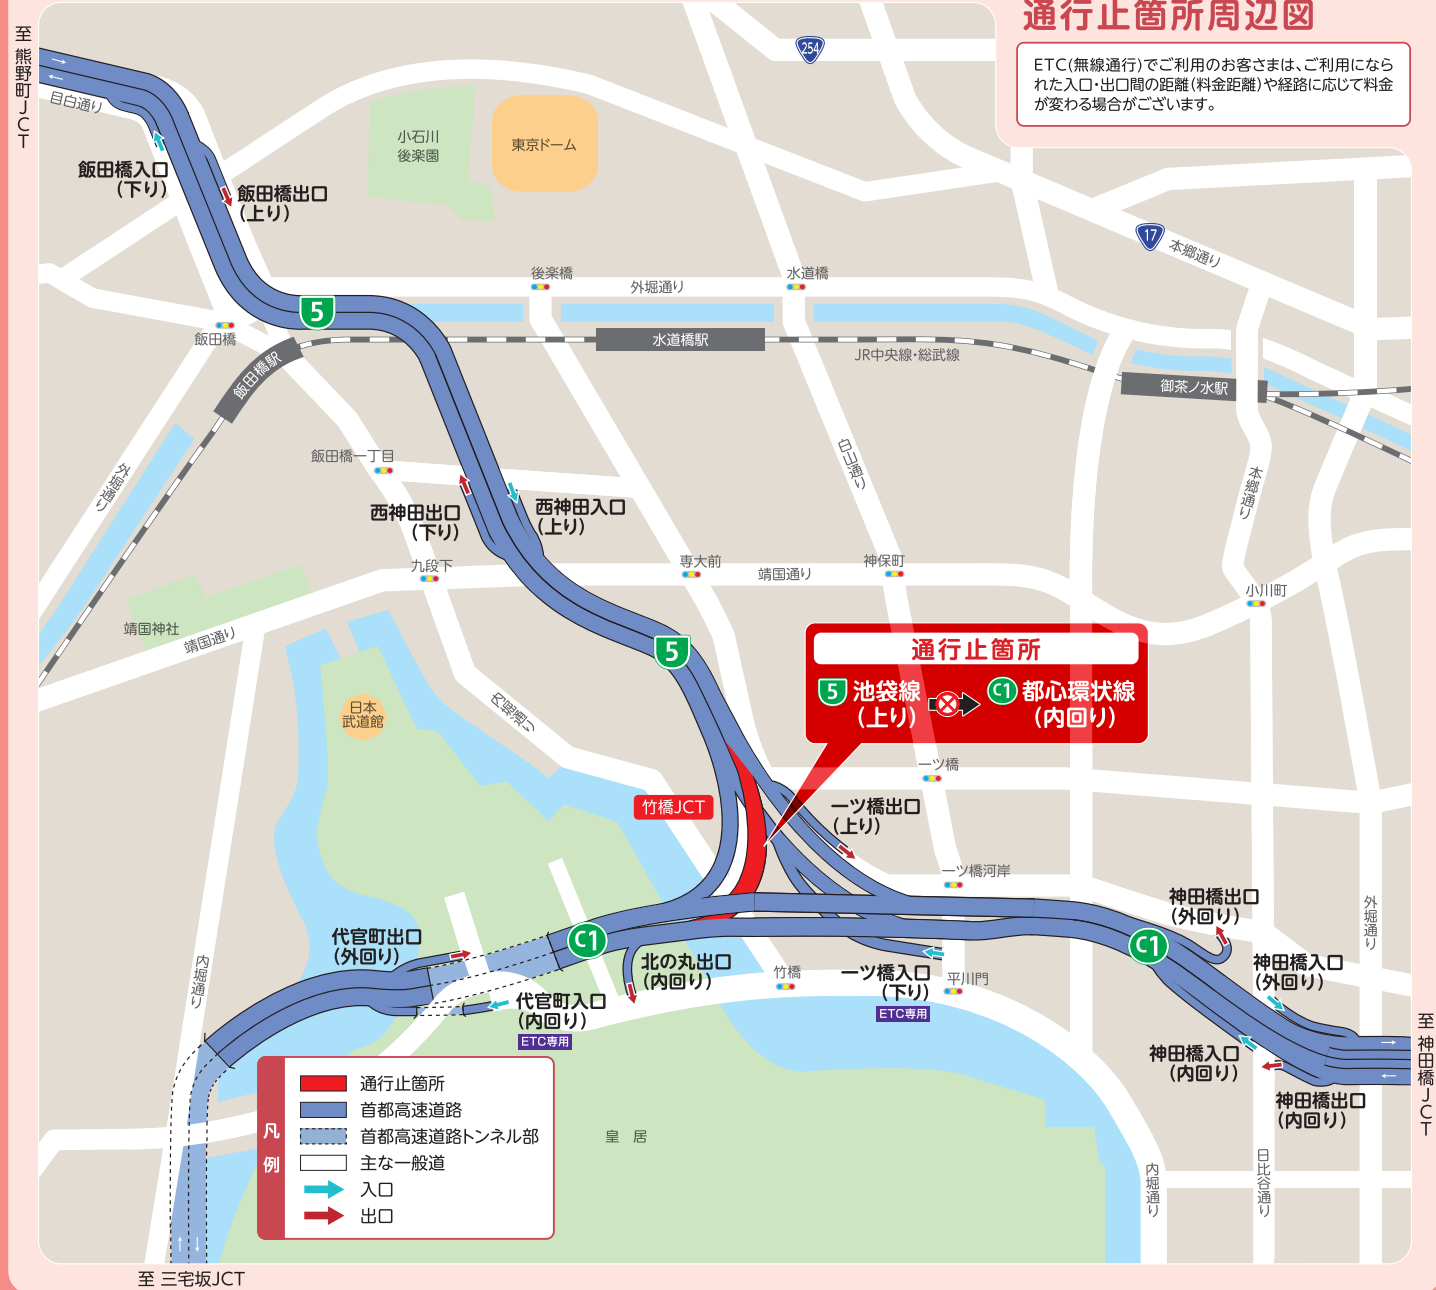 通行止箇所周辺図
ETC(無線通行)でご利用のお客さまは、ご利用になら
れた入口・出口間の距離(料金距離)や経路に応じて料金
が変わる場合がございます。
至 熊野町JCT
目白通り
254
小石川
後楽園
東京ドーム
飯田橋入口
(下り)
飯田橋出口
(上り)
17
本郷通り
後楽橋
外堀通り
水道橋
5
飯田橋
飯田橋駅
水道橋駅
JR中央線・総武線
御茶ノ水駅
外堀通り
飯田橋一丁目
白山通り
本郷通り
西神田出口
(下り)
西神田入口
(上り)
九段下
専大前
靖国通り
神保町
小川町
靖国神社
靖国通り
5
通行止箇所
5 池袋線
(上り)
C1 都心環状線
(内回り)
日本
武道館
内堀通り
一ツ橋
竹橋JCT
一ツ橋出口
(上り)
一ツ橋河岸
神田橋出口
(外回り)
外堀通り
代官町出口
(外回り)
C1
C1
内堀通り
北の丸出口
(内回り)
竹橋
一ツ橋入口
(下り)
ETC専用
平川門
神田橋入口
(外回り)
代官町入口
(内回り)
ETC専用
至 神田橋JCT
神田橋入口
(内回り)
神田橋出口
(内回り)
凡例
通行止箇所
首都高速道路
首都高速道路トンネル部
主な一般道
入口
出口
皇 居
内堀通り
日比谷通り
至 三宅坂JCT